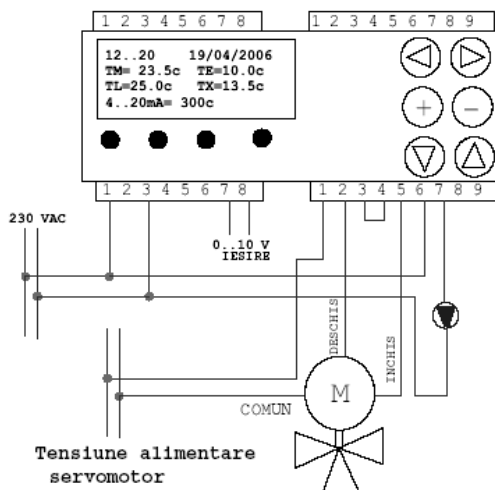 1 2 3 4 5 6 7 8
1 2 3 4 5 6 7 8 9
12..20 19/04/2006
TM= 23.5c TE=10.0c
TL=25.0c TX=13.5c
4..20mA= 300c
+ -
1 2 3 4 5 6 7 8
1 2 3 4 5 6 7 8 9
230 VAC
0..10 V
IESIRE
DESCHIS
INCHIS
M
COMUN
Tensiune alimentare
servomotor